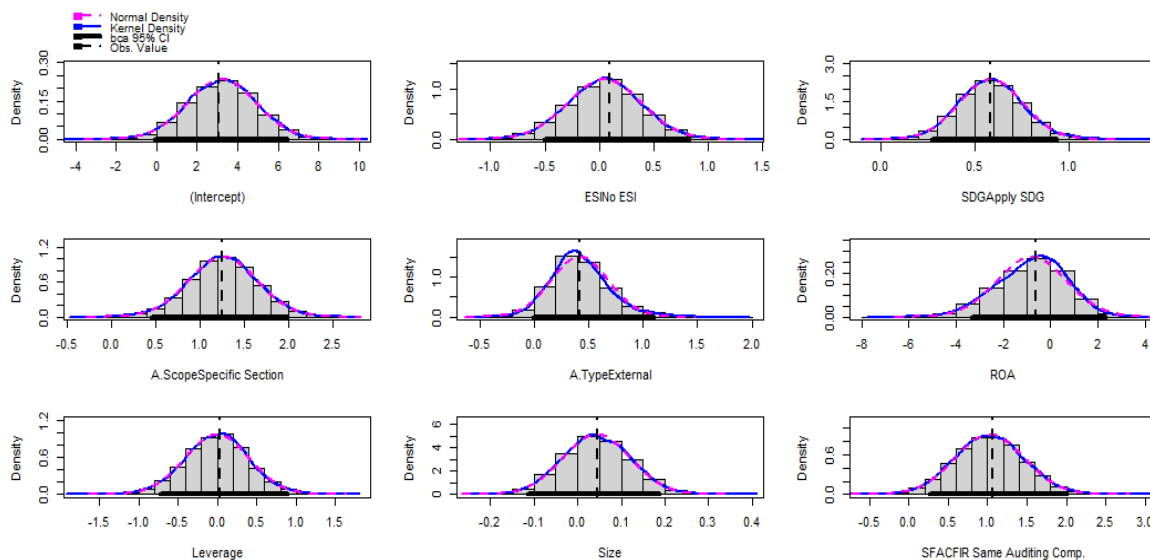 Normal Density
Kernel Density
bca 95% CI
Obs. Value
Density
0.00 0.15 0.30
-4 -2 0 2 4 6 8 10
(Intercept)
Density
0.0 1.0
-1.0 -0.5 0.0 0.5 1.0 1.5
ESINo ESI
Density
0.0 1.5 3.0
0.0 0.5 1.0
SDGApply SDG
Density
0.0 0.6 1.2
-0.5 0.0 0.5 1.0 1.5 2.0 2.5
A.ScopeSpecific Section
Density
0.0 1.0
-0.5 0.0 0.5 1.0 1.5 2.0
A.TypeExternal
Density
0.00 0.20
-8 -6 -4 -2 0 2 4
ROA
Density
0.0 0.6 1.2
-1.5 -1.0 -0.5 0.0 0.5 1.0 1.5
Leverage
Density
0 2 4 6
-0.2 -0.1 0.0 0.1 0.2 0.3 0.4
Size
Density
0.0 0.6
-0.5 0.0 0.5 1.0 1.5 2.0 2.5 3.0
SFACFIR Same Auditing Comp.